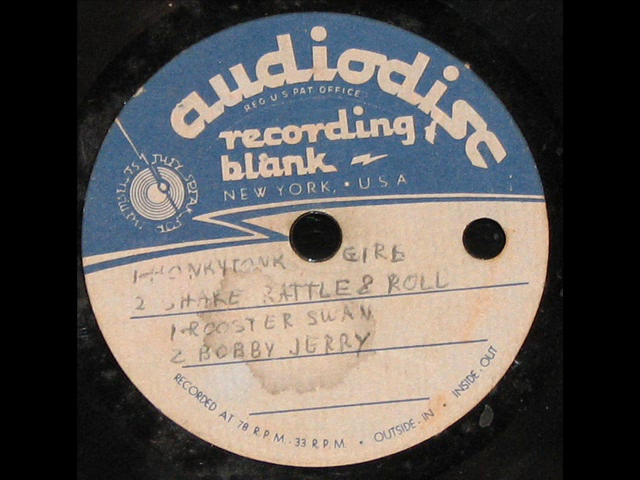 audiodisc
REG U.S PAT. OFFICE
recording
blank
NEW YORK, • U.S.A
1-HONKYTONK GIRL
2 SHAKE RATTLE & ROLL
1-ROOSTER SWAN
2 BOBBY JERRY
RECORDED AT 78 R.P.M. - 33 R.P.M. • OUTSIDE-IN • INSIDE-OUT